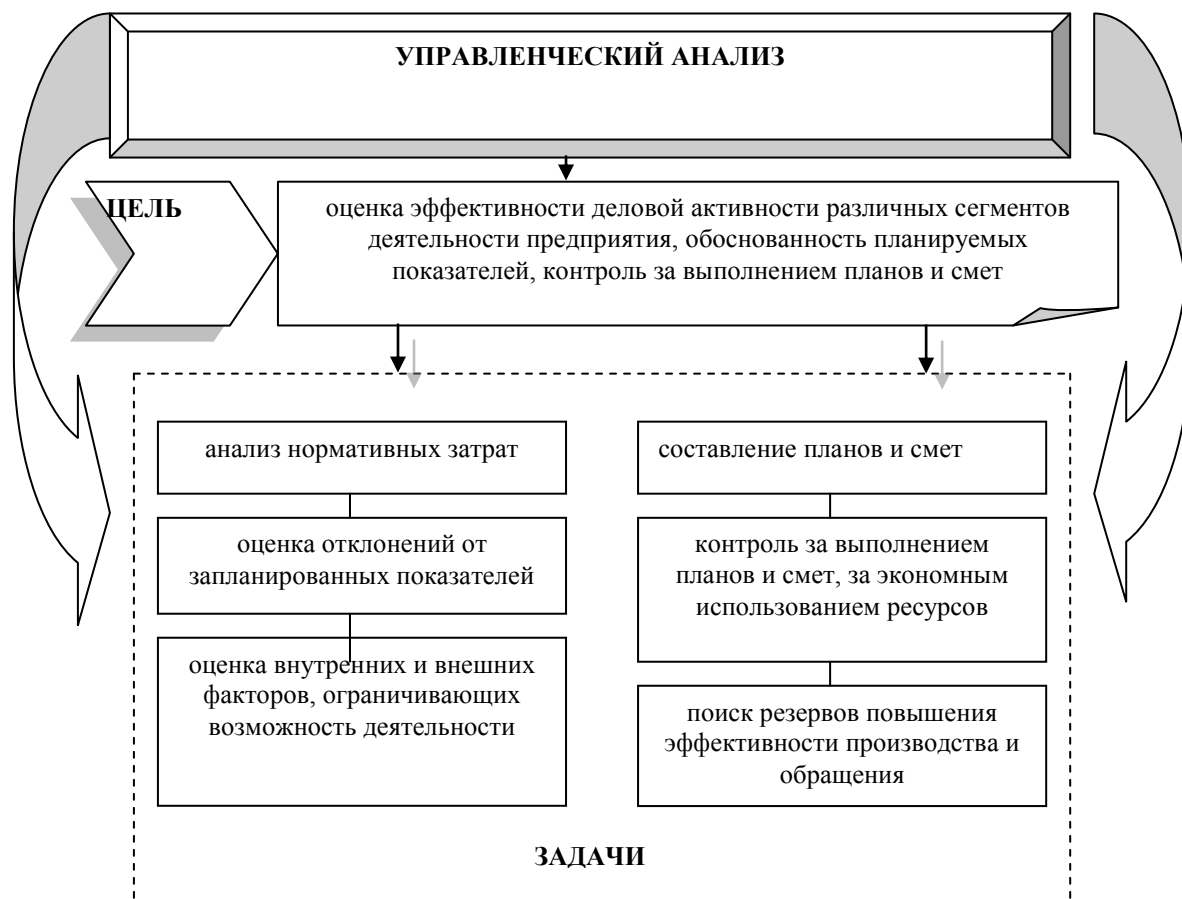 УПРАВЛЕНЧЕСКИЙ АНАЛИЗ
ЦЕЛЬ
оценка эффективности деловой активности различных сегментов
деятельности предприятия, обоснованность планируемых
показателей, контроль за выполнением планов и смет
анализ нормативных затрат
оценка отклонений от
запланированных показателей
оценка внутренних и внешних
факторов, ограничивающих
возможность деятельности
составление планов и смет
контроль за выполнением
планов и смет, за экономным
использованием ресурсов
поиск резервов повышения
эффективности производства и
обращения
ЗАДАЧИ